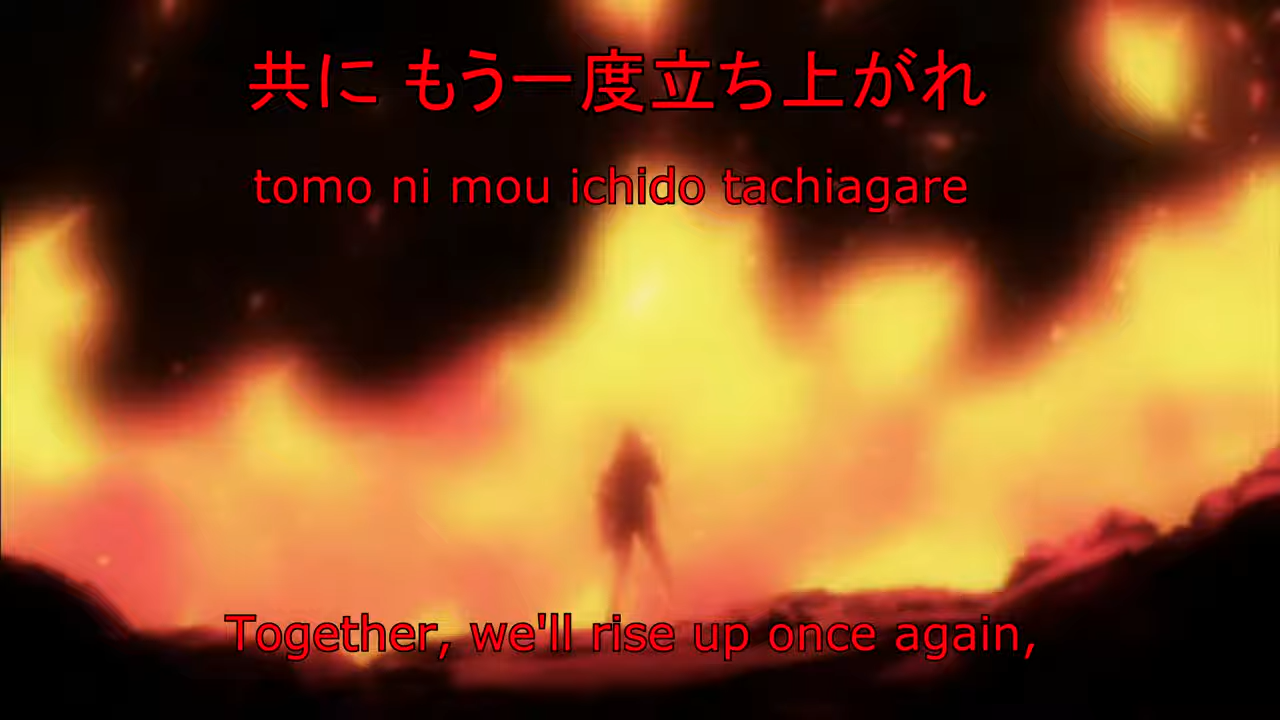 共に もう一度立ち上がれ
tomo ni mou ichido tachiagare
Together, we'll rise up once again,